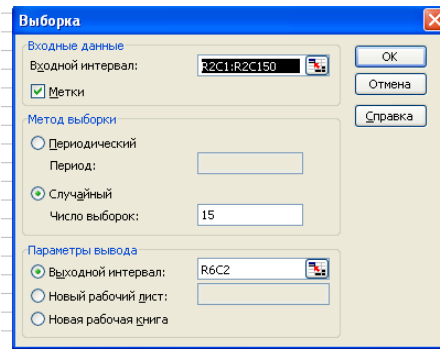 Выборка
Входные данные
Входной интервал: R2C1:R2C150
Метки
Метод выборки
Периодический
Период:
Случайный
Число выборок: 15
Параметры вывода
Выходной интервал: R6C2
Новый рабочий лист:
Новая рабочая книга
OK
Отмена
Справка